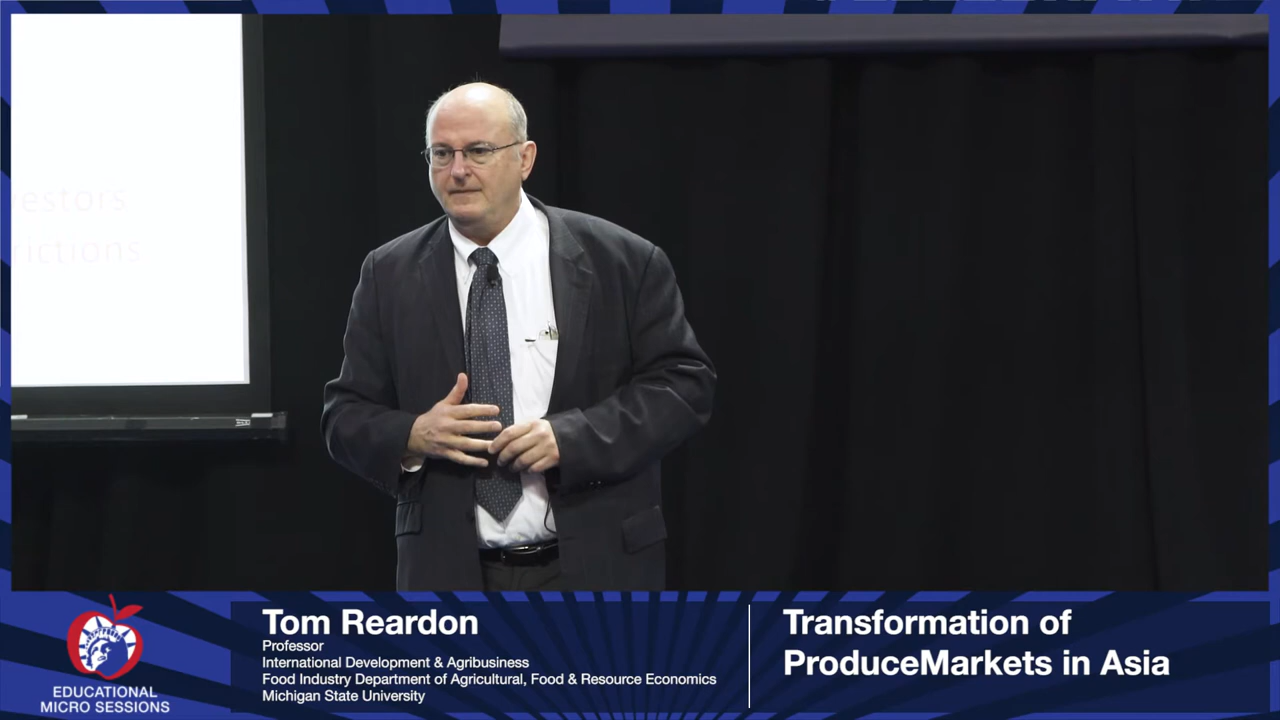 Tom Reardon
Professor
International Development & Agribusiness
Food Industry Department of Agricultural, Food & Resource Economics
Michigan State University
Transformation of
ProduceMarkets in Asia
EDUCATIONAL
MICRO SESSIONS